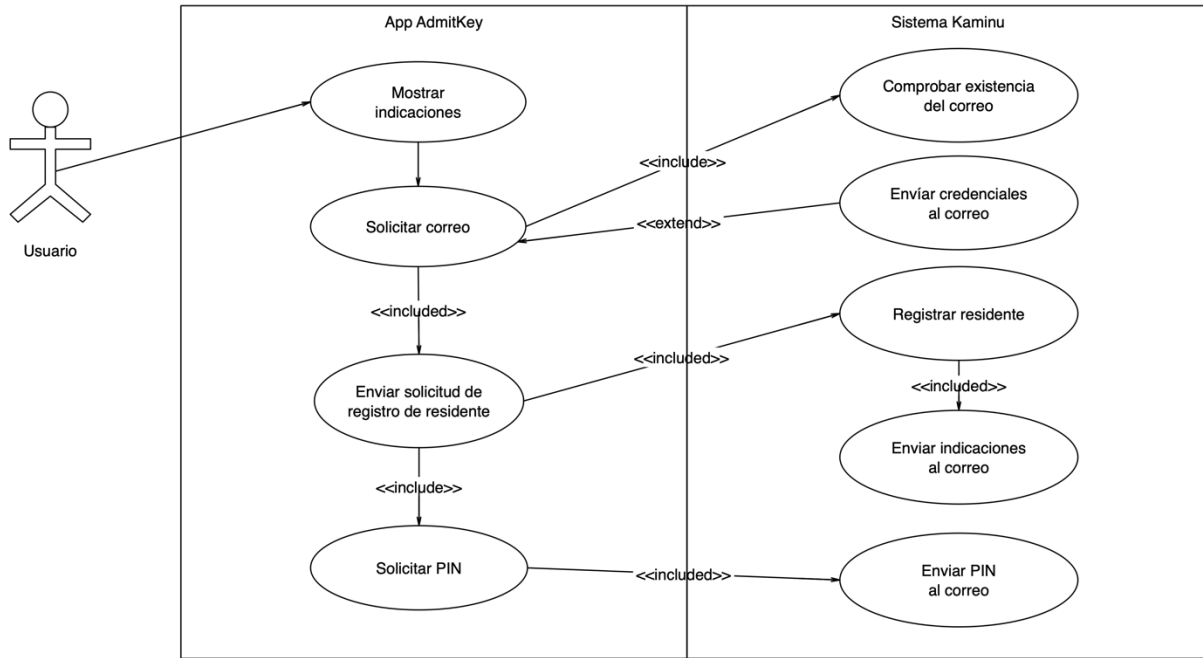 App AdmitKey
Sistema Kaminu
Mostrar
indicaciones
Comprobar existencia
del correo
<<include>>
Usuario
Solicitar correo
Envíar credenciales
al correo
<<extend>>
<<included>>
Registrar residente
<<included>>
Enviar solicitud de
registro de residente
<<included>>
Enviar indicaciones
al correo
<<include>>
Solicitar PIN
<<included>>
Enviar PIN
al correo